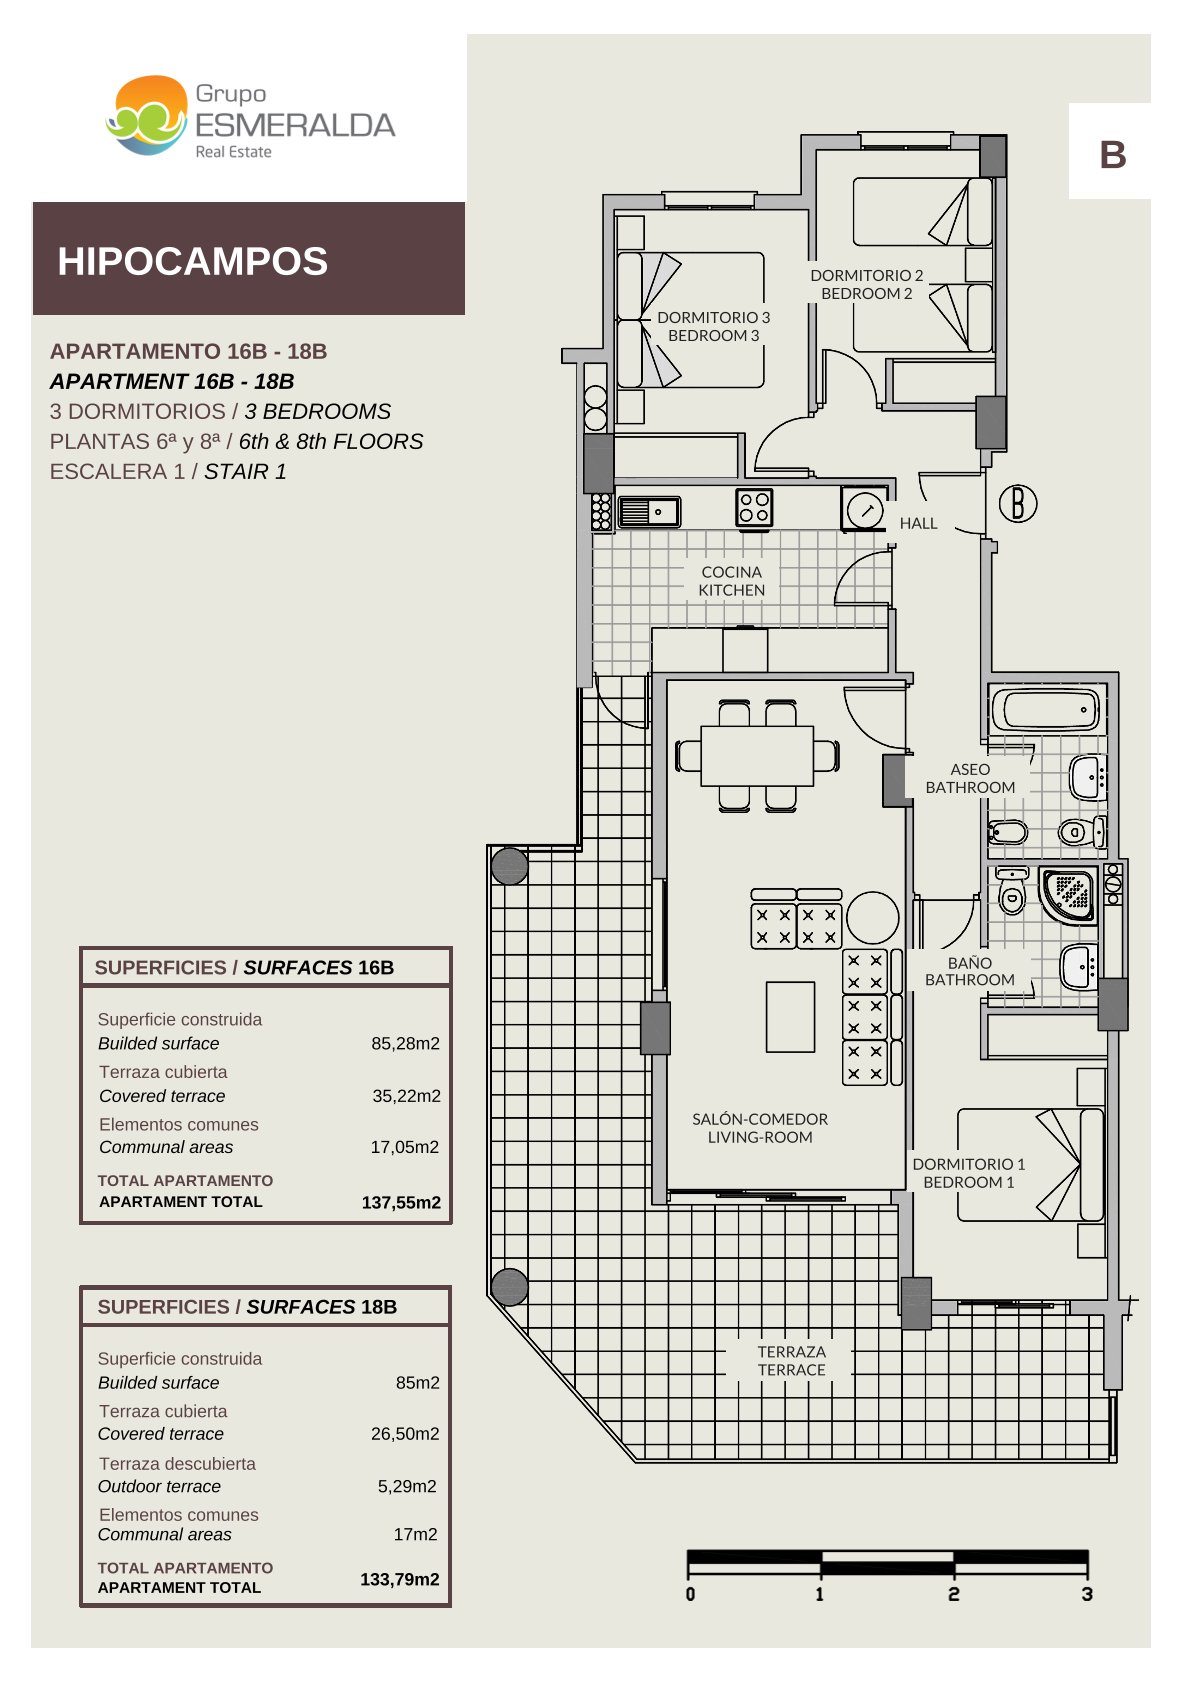 Grupo
ESMERALDA
Real Estate
B
HIPOCAMPOS
APARTAMENTO 16B - 18B
APARTMENT 16B - 18B
3 DORMITORIOS / 3 BEDROOMS
PLANTAS 6ª y 8ª / 6th & 8th FLOORS
ESCALERA 1 / STAIR 1
DORMITORIO 2
BEDROOM 2
DORMITORIO 3
BEDROOM 3
B
HALL
COCINA
KITCHEN
ASEO
BATHROOM
BAÑO
BATHROOM
SALÓN-COMEDOR
LIVING-ROOM
DORMITORIO 1
BEDROOM 1
TERRAZA
TERRACE
SUPERFICIES / SURFACES 16B
Superficie construida
Builded surface 85,28m2
Terraza cubierta
Covered terrace 35,22m2
Elementos comunes
Communal areas 17,05m2
TOTAL APARTAMENTO
APARTAMENT TOTAL 137,55m2
SUPERFICIES / SURFACES 18B
Superficie construida
Builded surface 85m2
Terraza cubierta
Covered terrace 26,50m2
Terraza descubierta
Outdoor terrace 5,29m2
Elementos comunes
Communal areas 17m2
TOTAL APARTAMENTO
APARTAMENT TOTAL 133,79m2
0 1 2 3